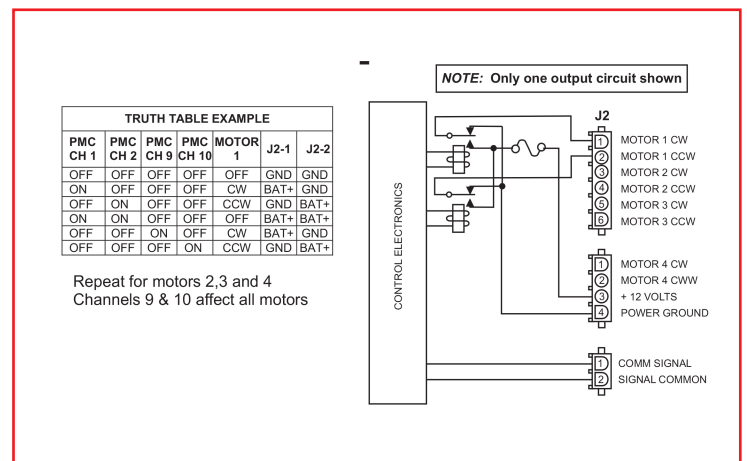 NOTE: Only one output circuit shown
TRUTH TABLE EXAMPLE
PMC CH 1 PMC CH 2 PMC CH 9 PMC CH 10 MOTOR 1 J2-1 J2-2
OFF OFF OFF OFF OFF GND GND
ON OFF OFF OFF CW BAT+ GND
OFF ON OFF OFF CCW GND BAT+
ON ON OFF OFF OFF BAT+ BAT+
OFF OFF ON OFF CW BAT+ GND
OFF OFF OFF ON CCW GND BAT+
Repeat for motors 2,3 and 4
Channels 9 & 10 affect all motors
CONTROL ELECTRONICS
J2
1 MOTOR 1 CW
2 MOTOR 1 CCW
3 MOTOR 2 CW
4 MOTOR 2 CCW
5 MOTOR 3 CW
6 MOTOR 3 CCW
1 MOTOR 4 CW
2 MOTOR 4 CWW
3 + 12 VOLTS
4 POWER GROUND
1 COMM SIGNAL
2 SIGNAL COMMON